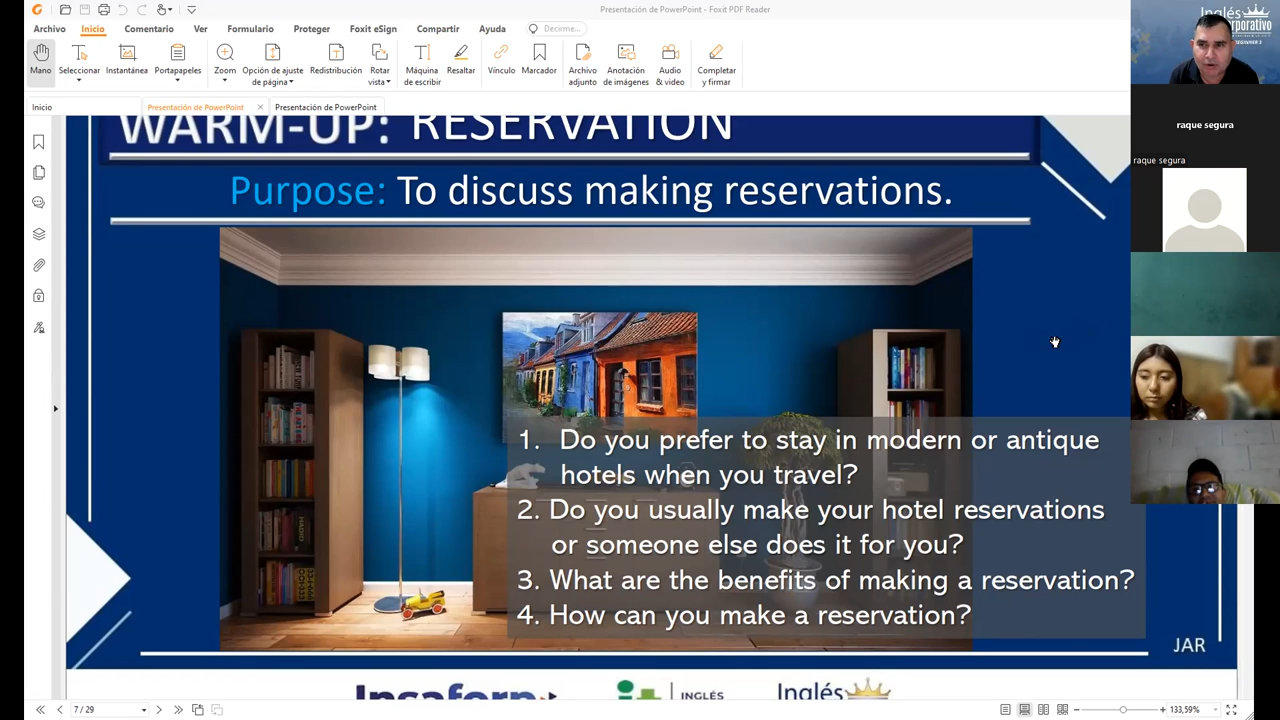 Presentación de PowerPoint - Foxit PDF Reader
Archivo Inicio Comentario Ver Formulario Proteger Foxit eSign Compartir Ayuda Decirme...
Mano Seleccionar Instantánea Portapapeles Zoom Opción de ajuste de página Redistribución Rotar vista Máquina de escribir Resaltar Vínculo Marcador Archivo adjunto Anotación de imágenes Audio & video Completar y firmar
Inicio Presentación de PowerPoint Presentación de PowerPoint
WARM-UP: RESERVATION
Purpose: To discuss making reservations.
1. Do you prefer to stay in modern or antique
hotels when you travel?
2. Do you usually make your hotel reservations
or someone else does it for you?
3. What are the benefits of making a reservation?
4. How can you make a reservation?
JAR
Insaforp
INGLÉS
Inglés
7 / 29
133,59%
Inglés
raque segura
raque segura